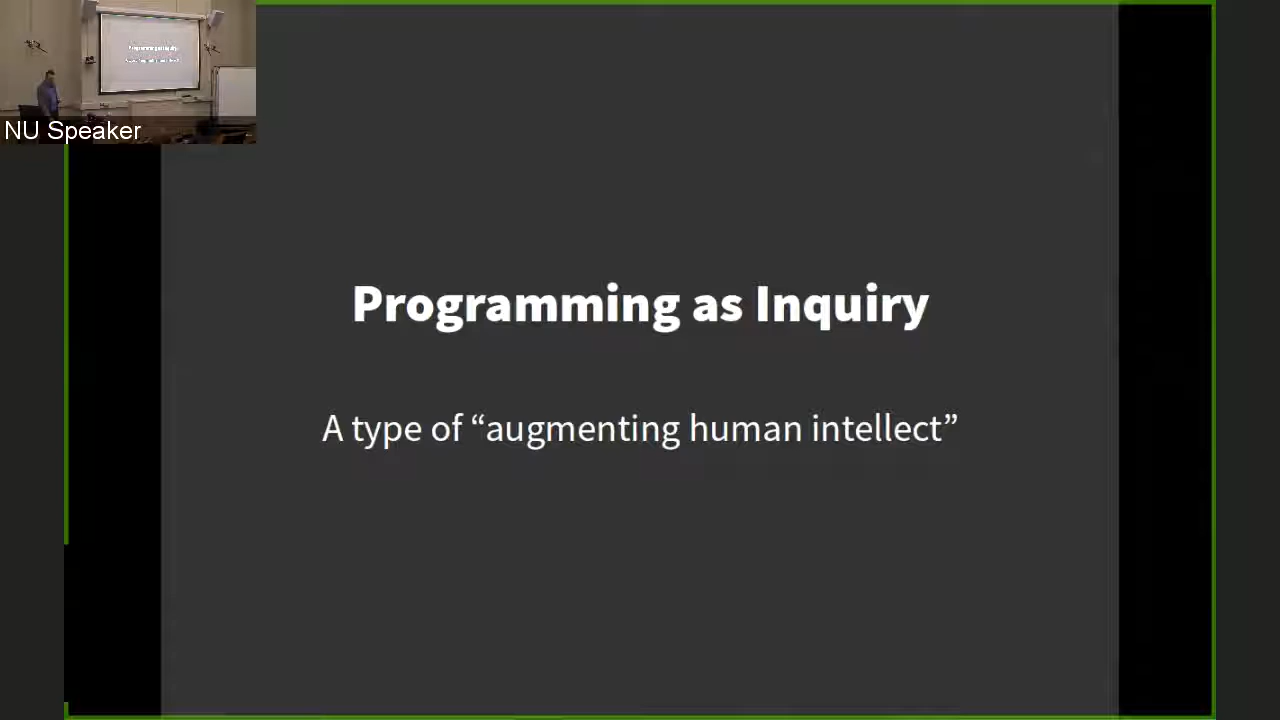 NU Speaker
Programming as Inquiry
A type of “augmenting human intellect”